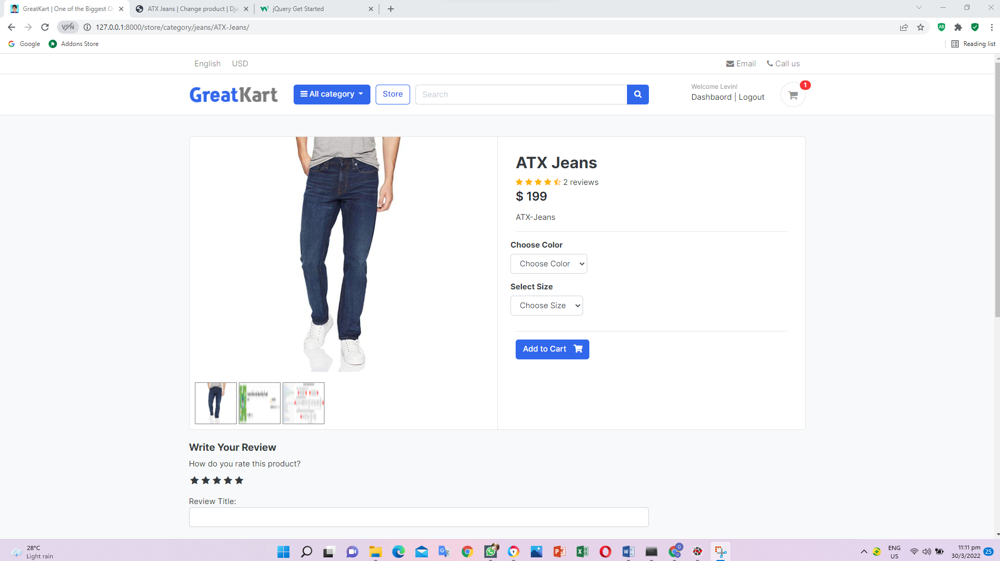 GreatKart | One of the Biggest O
ATX Jeans | Change product | Dja
jQuery Get Started
VPN
127.0.0.1:8000/store/category/jeans/ATX-Jeans/
Google
Addons Store
Reading list
English
USD
Email
Call us
GreatKart
All category
Store
Search
Welcome Levin!
Dashbaord | Logout
1
ATX Jeans
2 reviews
$ 199
ATX-Jeans
Choose Color
Choose Color
Select Size
Choose Size
Add to Cart
Write Your Review
How do you rate this product?
Review Title:
28°C
Light rain
0
ENG
US
11:11 pm
30/3/2022
25